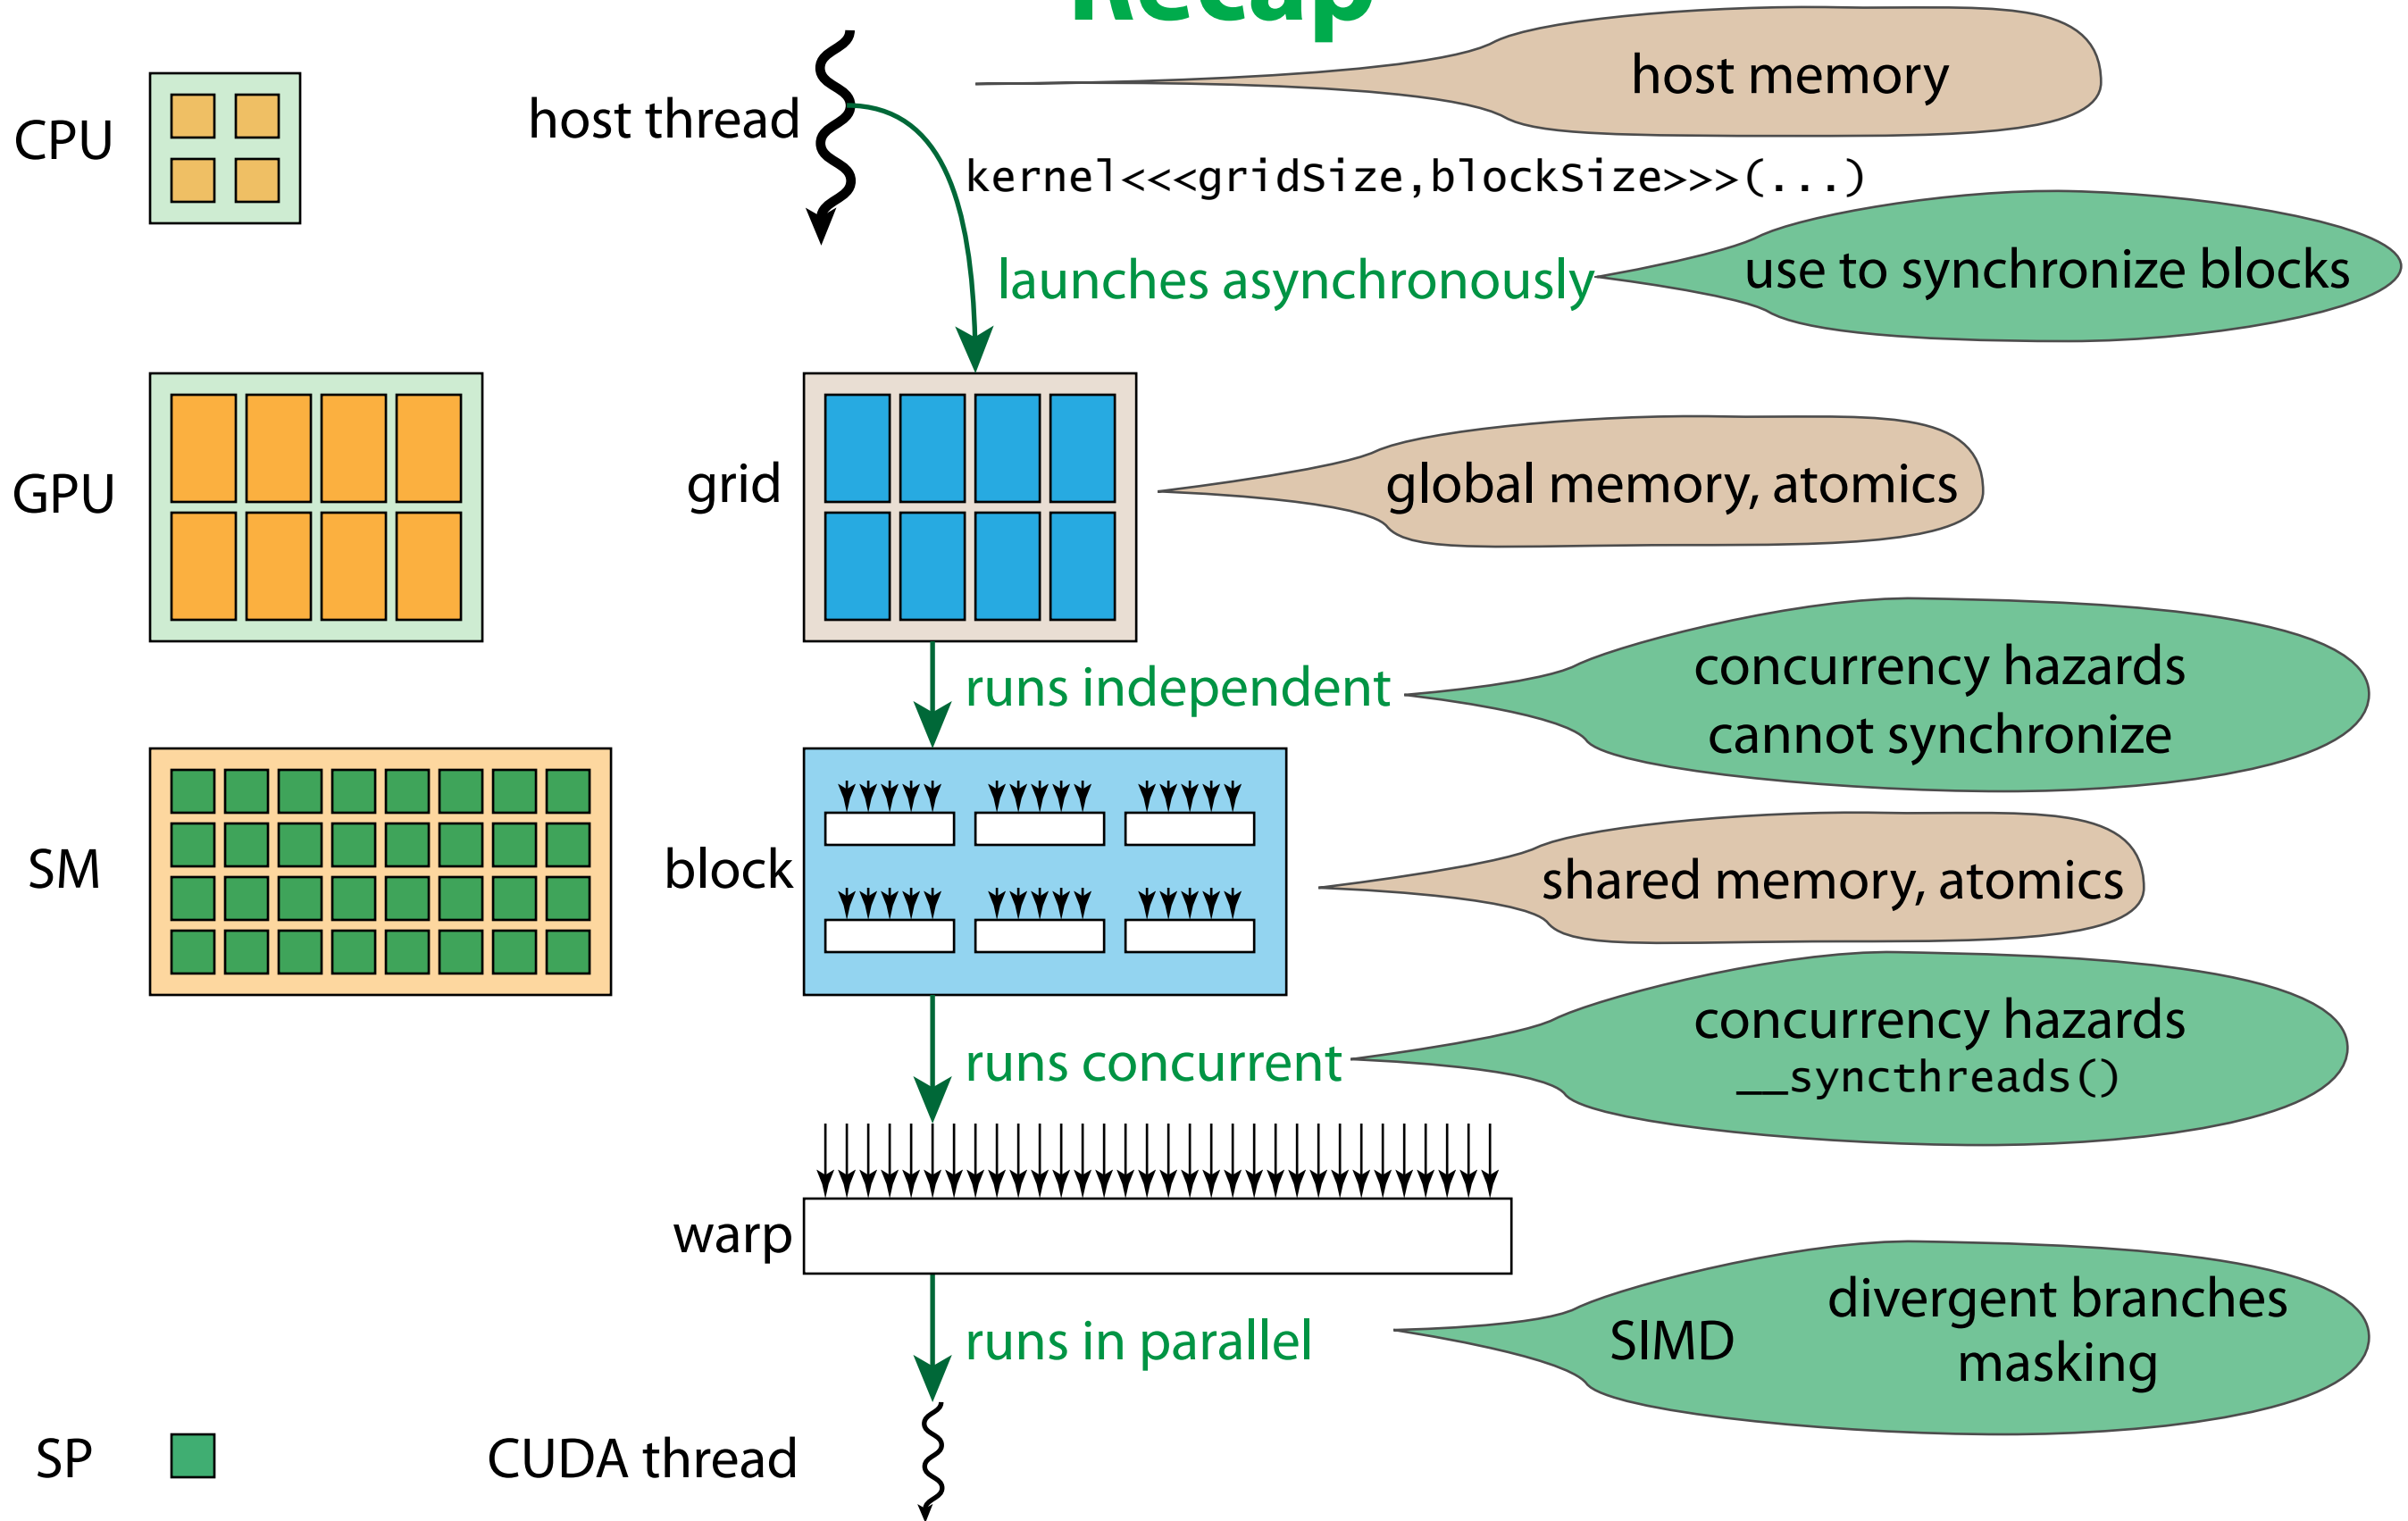 Recap
host memory
CPU
host thread
kernel<<<gridSize,blockSize>>>(...)
launches asynchronously
use to synchronize blocks
GPU
grid
global memory, atomics
runs independent
concurrency hazards
cannot synchronize
SM
block
shared memory, atomics
runs concurrent
concurrency hazards
__syncthreads()
warp
runs in parallel
SIMD
divergent branches
masking
SP
CUDA thread